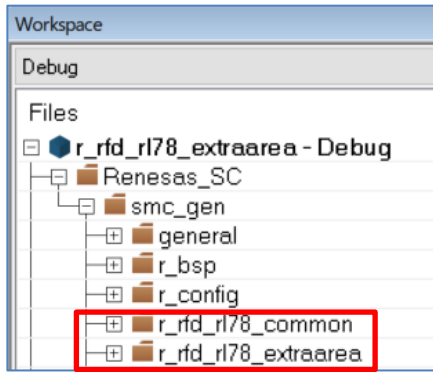 Workspace
Debug
Files
r_rfd_rl78_extraarea - Debug
Renesas_SC
smc_gen
general
r_bsp
r_config
r_rfd_rl78_common
r_rfd_rl78_extraarea